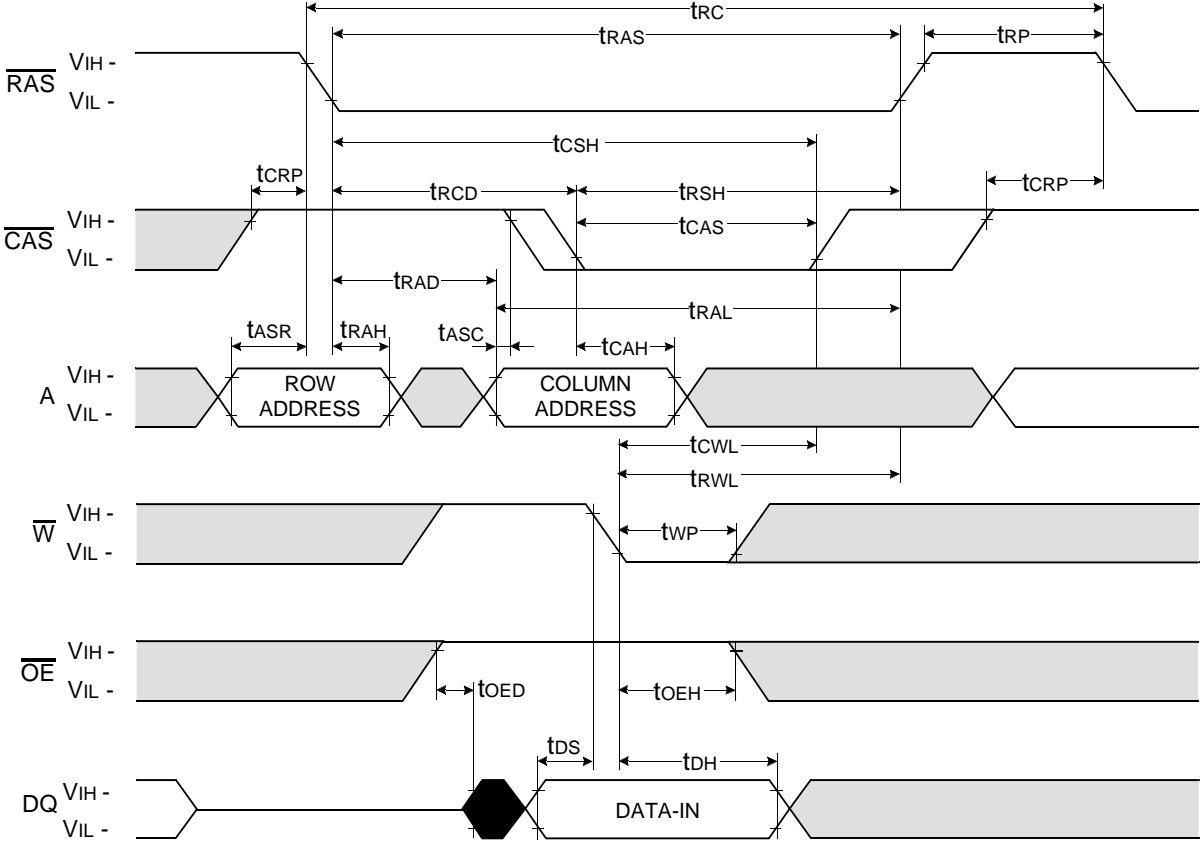 tRC
tRAS
tRP
RAS
VIH -
VIL -
tCSH
tCRP
tRCD
tRSH
tCRP
CAS
VIH -
VIL -
tCAS
tRAD
tRAL
tASR
tRAH
tASC
tCAH
A
VIH -
VIL -
ROW
ADDRESS
COLUMN
ADDRESS
tCWL
tRWL
W
VIH -
VIL -
tWP
OE
VIH -
VIL -
tOED
tOEH
tDS
tDH
DQ
VIH -
VIL -
DATA-IN